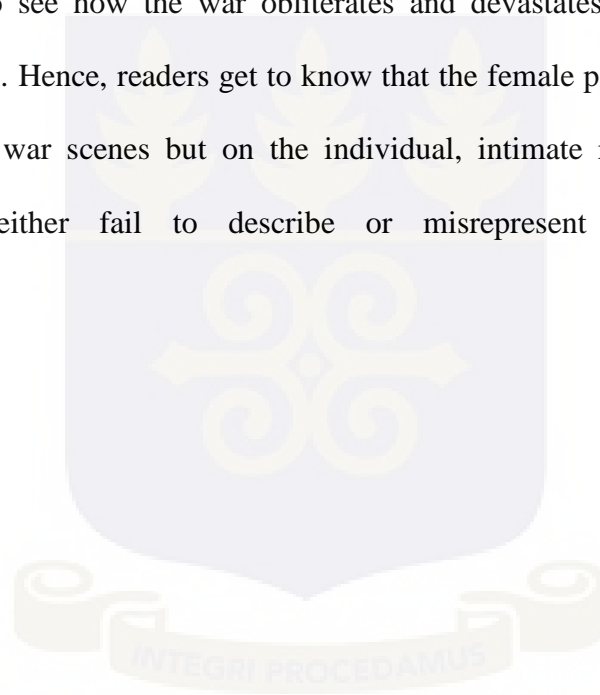 see how the war obliterates and devastates
. Hence, readers get to know that the female p
war scenes but on the individual, intimate
either fail to describe or misrepresent
INTEGRI PROCEDAMUS